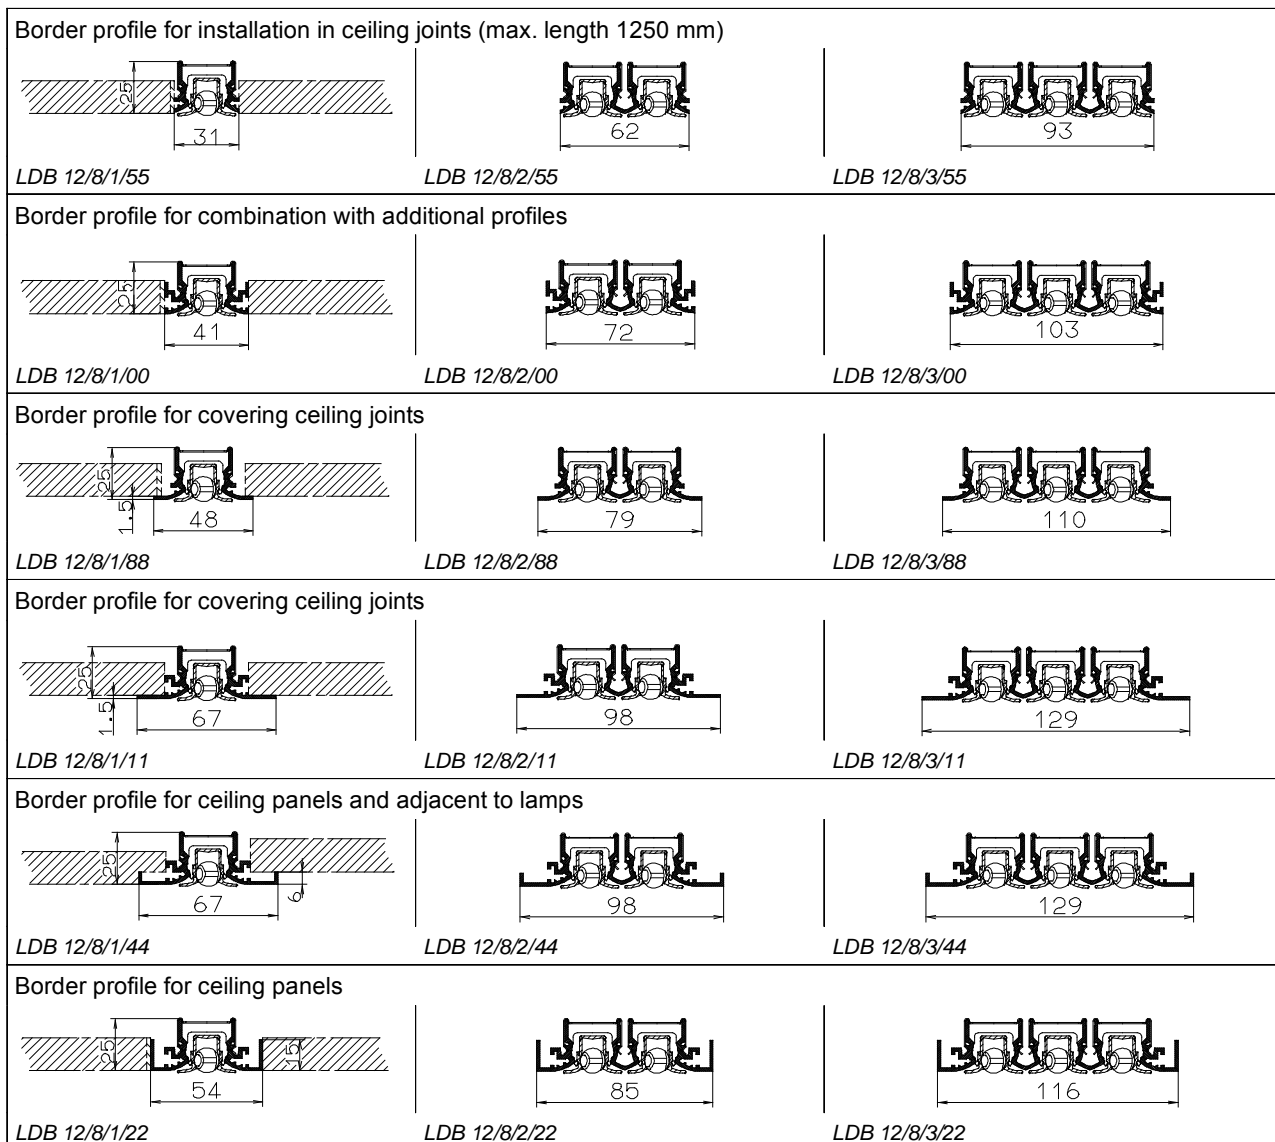 Border profile for installation in ceiling joints (max. length 1250 mm)
25
31
62
93
LDB 12/8/1/55
LDB 12/8/2/55
LDB 12/8/3/55
Border profile for combination with additional profiles
25
41
72
103
LDB 12/8/1/00
LDB 12/8/2/00
LDB 12/8/3/00
Border profile for covering ceiling joints
25
1.5
48
79
110
LDB 12/8/1/88
LDB 12/8/2/88
LDB 12/8/3/88
Border profile for covering ceiling joints
25
1.5
67
98
129
LDB 12/8/1/11
LDB 12/8/2/11
LDB 12/8/3/11
Border profile for ceiling panels and adjacent to lamps
25
67
6
98
129
LDB 12/8/1/44
LDB 12/8/2/44
LDB 12/8/3/44
Border profile for ceiling panels
25
15
54
85
116
LDB 12/8/1/22
LDB 12/8/2/22
LDB 12/8/3/22